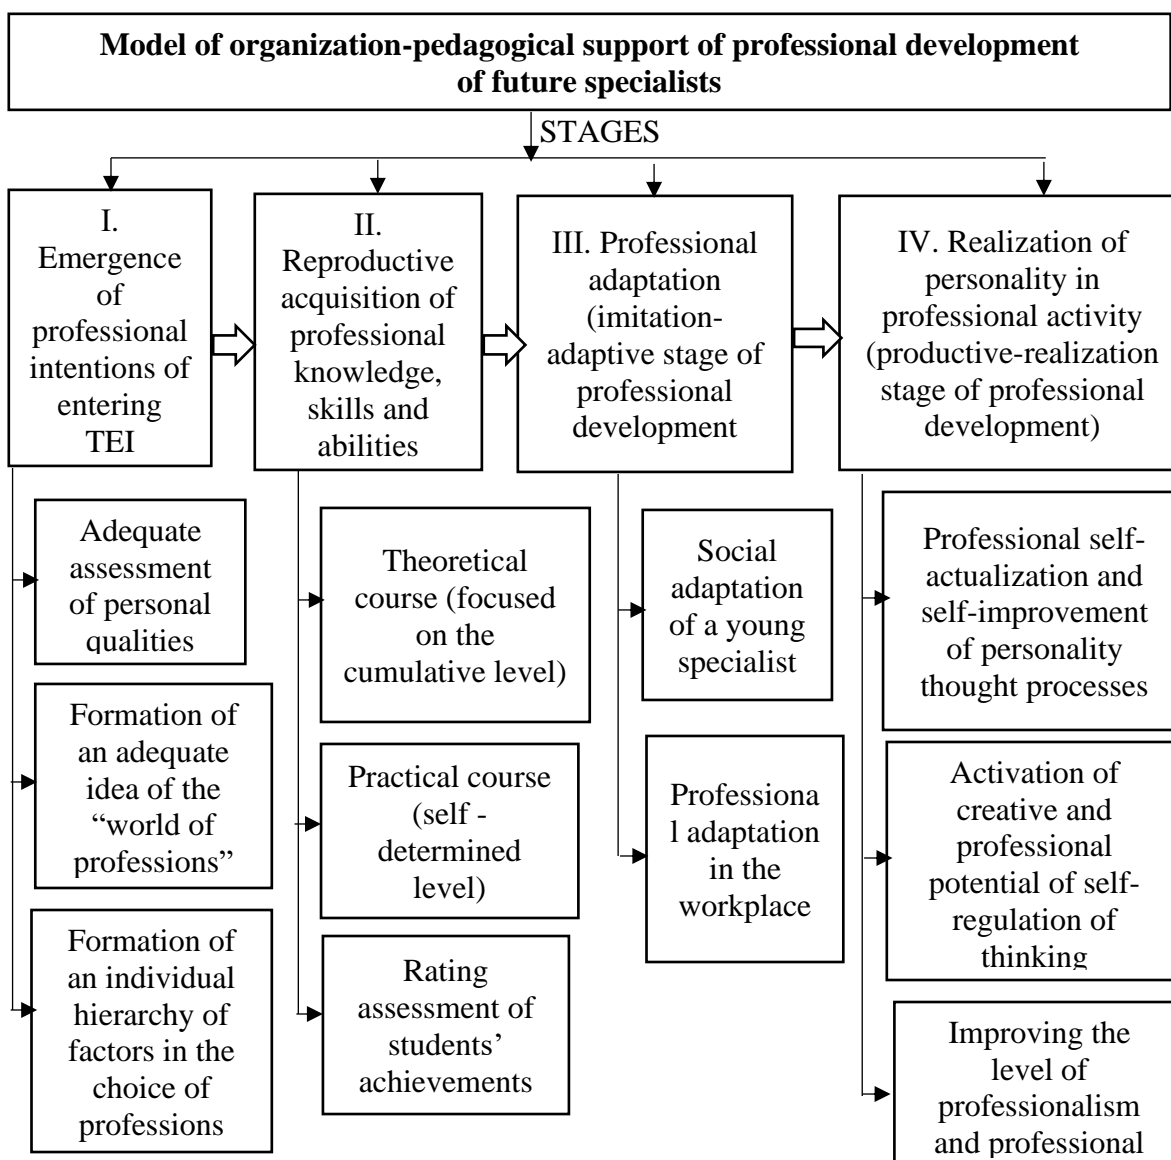 Model of organization-pedagogical support of professional development
of future specialists
STAGES
I.
Emergence
of
professional
intentions of
entering
TEI
II.
Reproductive
acquisition of
professional
knowledge,
skills and
abilities
III. Professional
adaptation
(imitation-
adaptive stage of
professional
development
IV. Realization of
personality in
professional activity
(productive-realization
stage of professional
development)
Adequate
assessment
of personal
qualities
Formation of
an adequate
idea of the
“world of
professions”
Formation of
an individual
hierarchy of
factors in the
choice of
professions
Theoretical
course (focused
on the
cumulative level)
Practical course
(self -
determined
level)
Rating
assessment of
students’
achievements
Social
adaptation
of a young
specialist
Professiona
l adaptation
in the
workplace
Professional self-
actualization and
self-improvement
of personality
thought processes
Activation of
creative and
professional
potential of self-
regulation of
thinking
Improving the
level of
professionalism
and professional